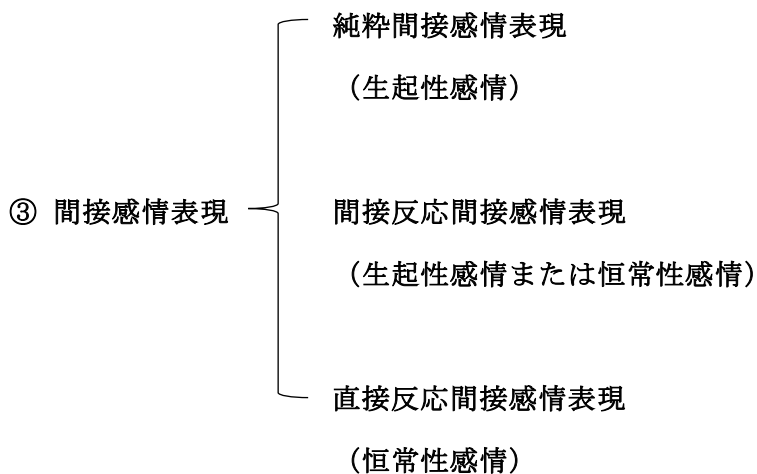 純粋間接感情表現
（生起性感情）
③ 間接感情表現
間接反応間接感情表現
（生起性感情または恒常性感情）
直接反応間接感情表現
（恒常性感情）